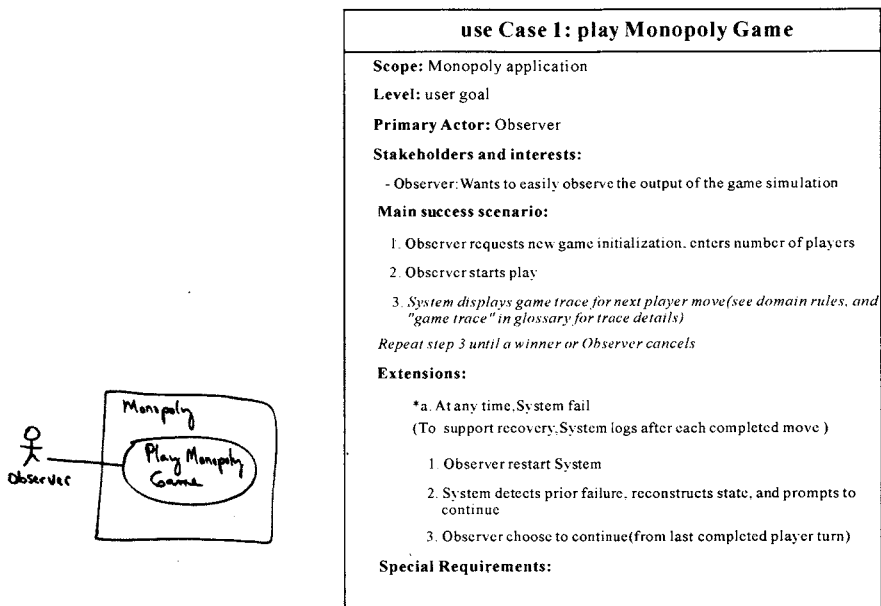 use Case 1: play Monopoly Game
Scope: Monopoly application
Level: user goal
Primary Actor: Observer
Stakeholders and interests:
- Observer: Wants to easily observe the output of the game simulation
Main success scenario:
1. Observer requests new game initialization, enters number of players
2. Observer starts play
3. System displays game trace for next player move(see domain rules, and
"game trace" in glossary for trace details)
Repeat step 3 until a winner or Observer cancels
Extensions:
*a. At any time,System fail
(To support recovery,System logs after each completed move )
1. Observer restart System
2. System detects prior failure, reconstructs state, and prompts to
continue
3. Observer choose to continue(from last completed player turn)
Special Requirements:
Monopoly
Play Monopoly
Game
Observer